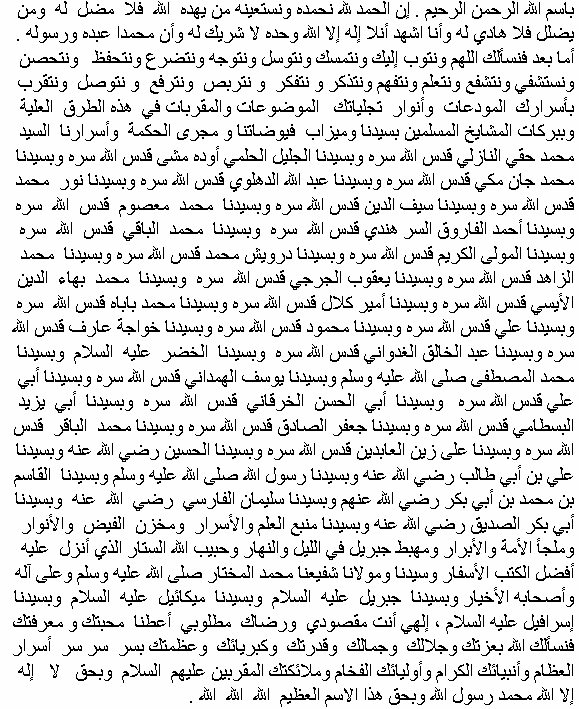 باسم الله الرحمن الرحيم . إن الحمد لله نحمده ونستعينه من يهده الله فلا مضل له ومن
يضلل فلا هادي له وأنا اشهد أنلا إله إلا الله وحده لا شريك له وأن محمدا عبده ورسوله .
أما بعد فنسألك اللهم ونتوب إليك ونتمسك ونتوسل ونتوجه ونتضرع ونتحفظ ونتحصن
ونستشفي ونتشفع ونتعلم ونتفهم ونتذكر و نتفكر و نتربص ونترفع و نتوصل ونتقرب
بأسرارك المودعات وأنوار تجلياتك الموضوعات والمقربات في هذه الطرق العلية
وببركات المشايخ المسلمين بسيدنا وميزاب فيوضاتنا و مجرى الحكمة وأسرارنا السيد
محمد حقي النازلي قدس الله سره وبسيدنا الجليل الحلمي أوده مشى قدس الله سره وبسيدنا
محمد جان مكي قدس الله سره وبسيدنا عبد الله الدهلوي قدس الله سره وبسيدنا نور محمد
قدس الله سره وبسيدنا سيف الدين قدس الله سره وبسيدنا محمد معصوم قدس الله سره
وبسيدنا أحمد الفاروق السر هندي قدس الله سره وبسيدنا محمد الباقي قدس الله سره
وبسيدنا المولى الكريم قدس الله سره وبسيدنا درويش محمد قدس الله سره وبسيدنا محمد
الزاهد قدس الله سره وبسيدنا يعقوب الجرجي قدس الله سره وبسيدنا محمد بهاء الدين
الأيسي قدس الله سره وبسيدنا أمير كلال قدس الله سره وبسيدنا محمد باباه قدس الله سره
وبسيدنا علي قدس الله سره وبسيدنا محمود قدس الله سره وبسيدنا خواجة عارف قدس الله
سره وبسيدنا عبد الخالق الغدواني قدس الله سره وبسيدنا الخضر عليه السلام وبسيدنا
محمد المصطفى صلى الله عليه وسلم وبسيدنا يوسف الهمداني قدس الله سره وبسيدنا أبي
علي قدس الله سره وبسيدنا أبي الحسن الخرقاني قدس الله سره وبسيدنا أبي يزيد
البسطامي قدس الله سره وبسيدنا جعفر الصادق قدس الله سره وبسيدنا محمد الباقر قدس
الله سره وبسيدنا على زين العابدين قدس الله سره وبسيدنا الحسين رضي الله عنه وبسيدنا
علي بن أبي طالب رضي الله عنه وبسيدنا رسول الله صلى الله عليه وسلم وبسيدنا القاسم
بن محمد بن أبي بكر رضي الله عنهم وبسيدنا سليمان الفارسي رضي الله عنه وبسيدنا
أبي بكر الصديق رضي الله عنه وبسيدنا منبع العلم والأسرار ومخزن الفيض والأنوار
وملجأ الأمة والأبرار ومهبط جبريل في الليل والنهار وحبيب الله الستار الذي أنزل عليه
أفضل الكتب الأسفار وسيدنا ومولانا شفيعنا محمد المختار صلى الله عليه وسلم وعلى آله
وأصحابه الأخيار وبسيدنا جبريل عليه السلام وبسيدنا ميكائيل عليه السلام وبسيدنا
إسرافيل عليه السلام ، إلهي أنت مقصودي ورضاك مطلوبي أعطنا محبتك و معرفتك
فنسألك الله بعزتك وجلالك وجمالك وقدرتك وكبريائك وعظمتك بسر سر سر أسرار
العظام وأنبيائك الكرام وأوليائك الفخام وملائكتك المقربين عليهم السلام وبحق لا إله
إلا الله محمد رسول الله وبحق هذا الاسم العظيم الله الله الله .